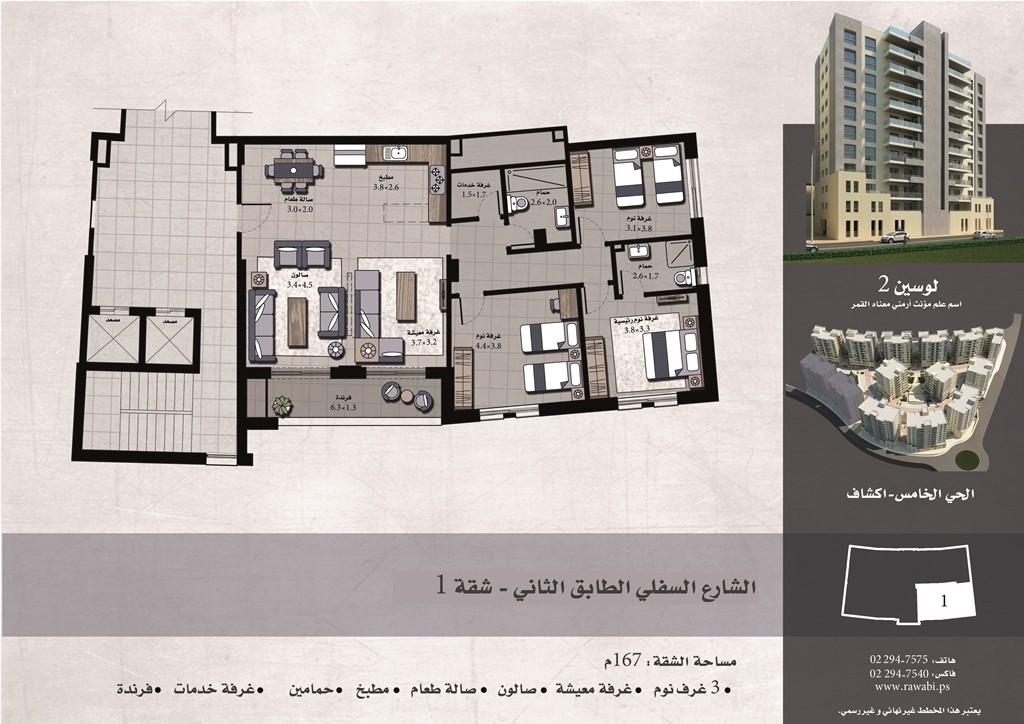 لوسين 2
اسم علم مؤنث أرمني معناه القمر
الحي الخامس-اكشاف
1
هاتف: 02 294-7575
فاكس: 02 294-7540
www.rawabi.ps
يعتبر هذا المخطط غير نهائي و غير رسمي.
مطبخ
3.8×2.6
صالة طعام
3.0×2.0
غرفة خدمات
1.5×1.7
حمام
2.6×2.0
غرفة نوم
3.1×3.8
حمام
2.6×1.7
صالون
3.4×4.5
غرفة معيشة
3.7×3.2
غرفة نوم
4.4×3.8
غرفة نوم رئيسية
3.8×3.3
مصعد
مصعد
فرندة
6.3×1.3
الشارع السفلي الطابق الثاني - شقة 1
مساحة الشقة: 167م
• 3 غرف نوم •غرفة معيشة •صالون •صالة طعام •مطبخ •حمامين •غرفة خدمات •فرندة